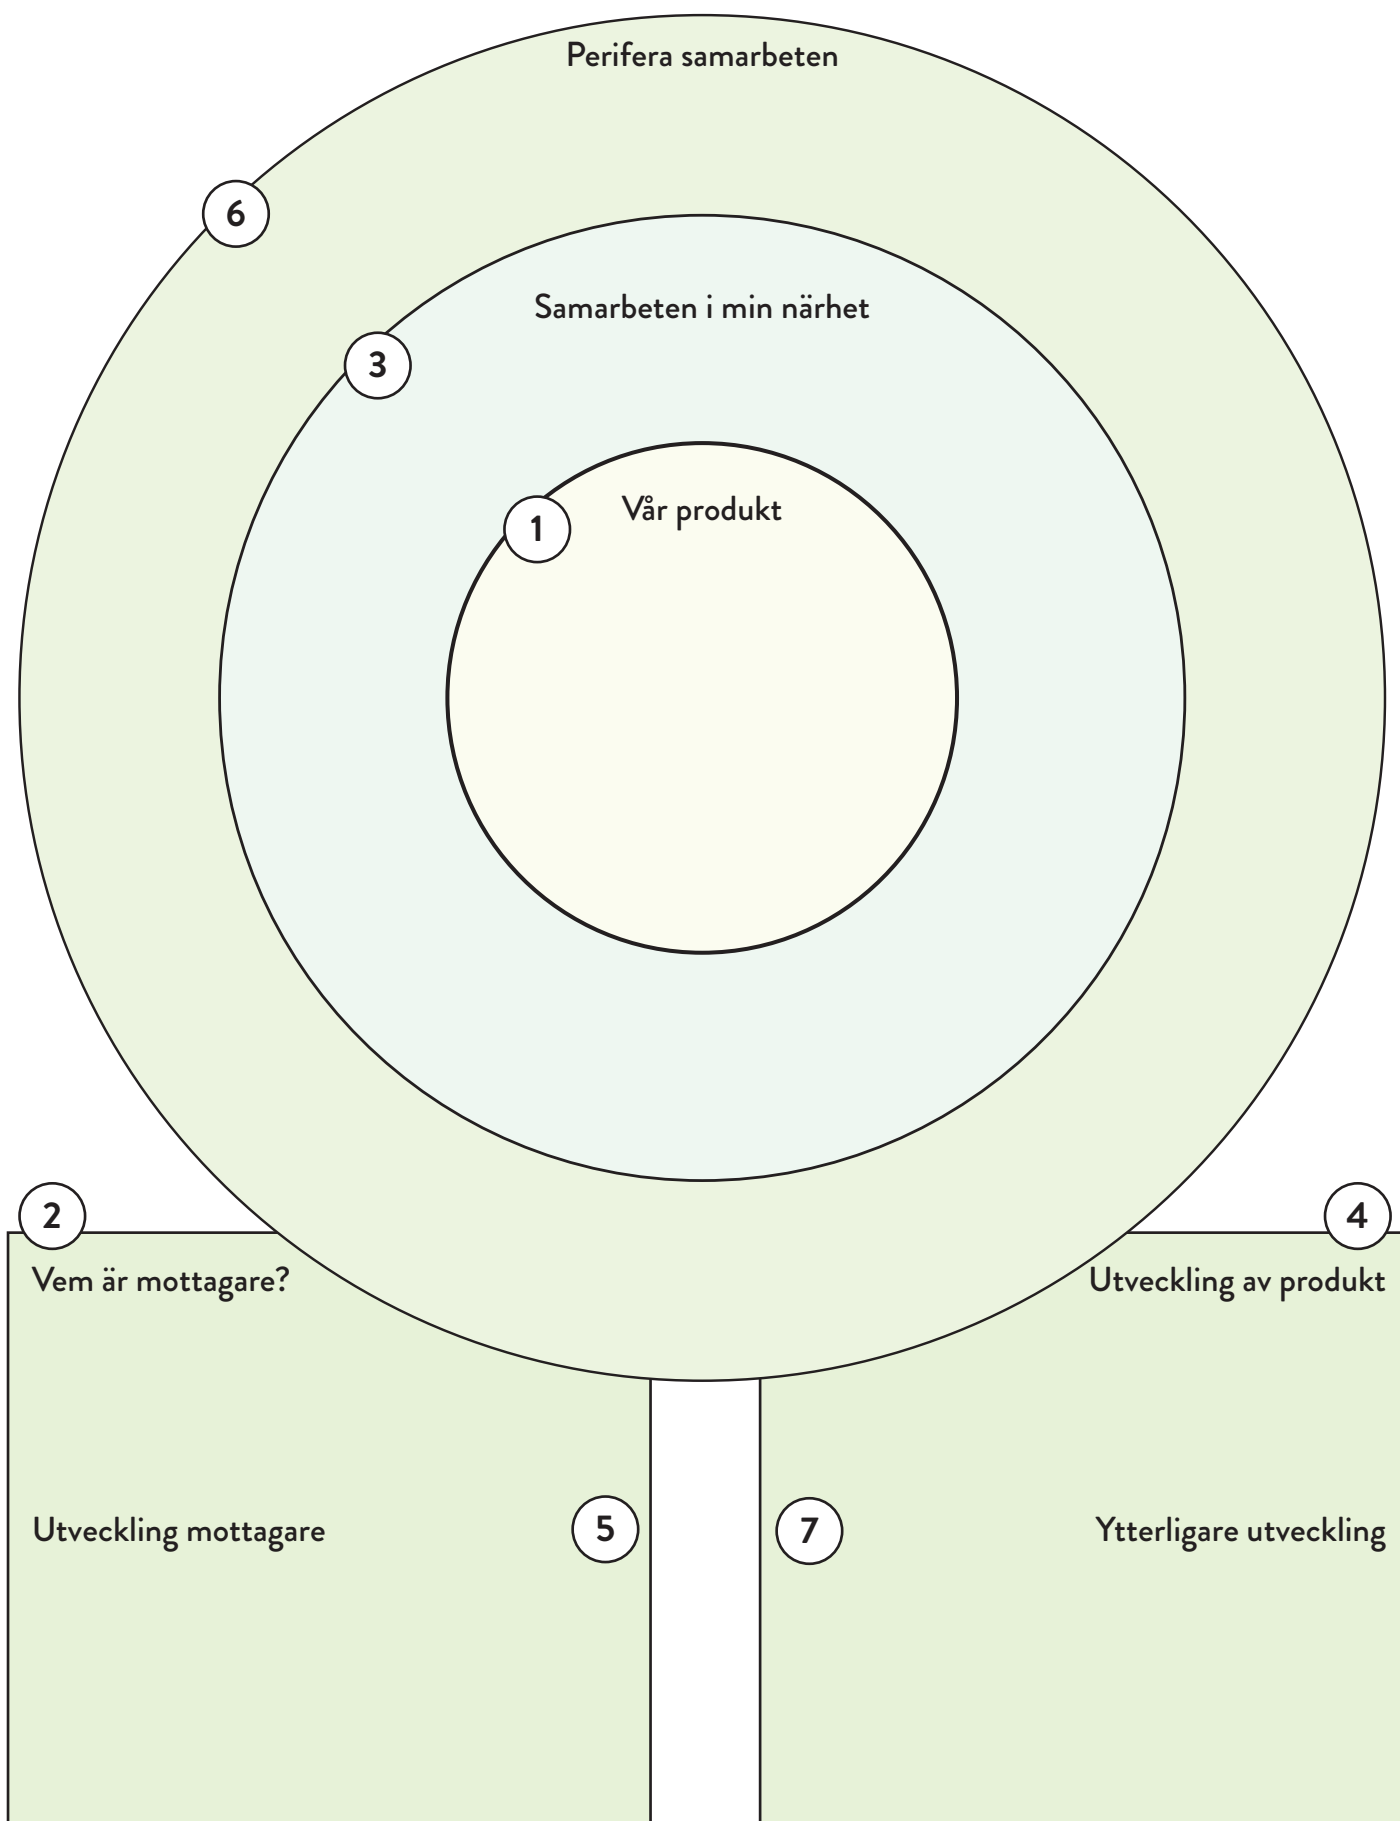 Perifera samarbeten
6
Samarbeten i min närhet
3
Vår produkt
1
2
4
Vem är mottagare?
Utveckling av produkt
Utveckling mottagare
5
7
Ytterligare utveckling